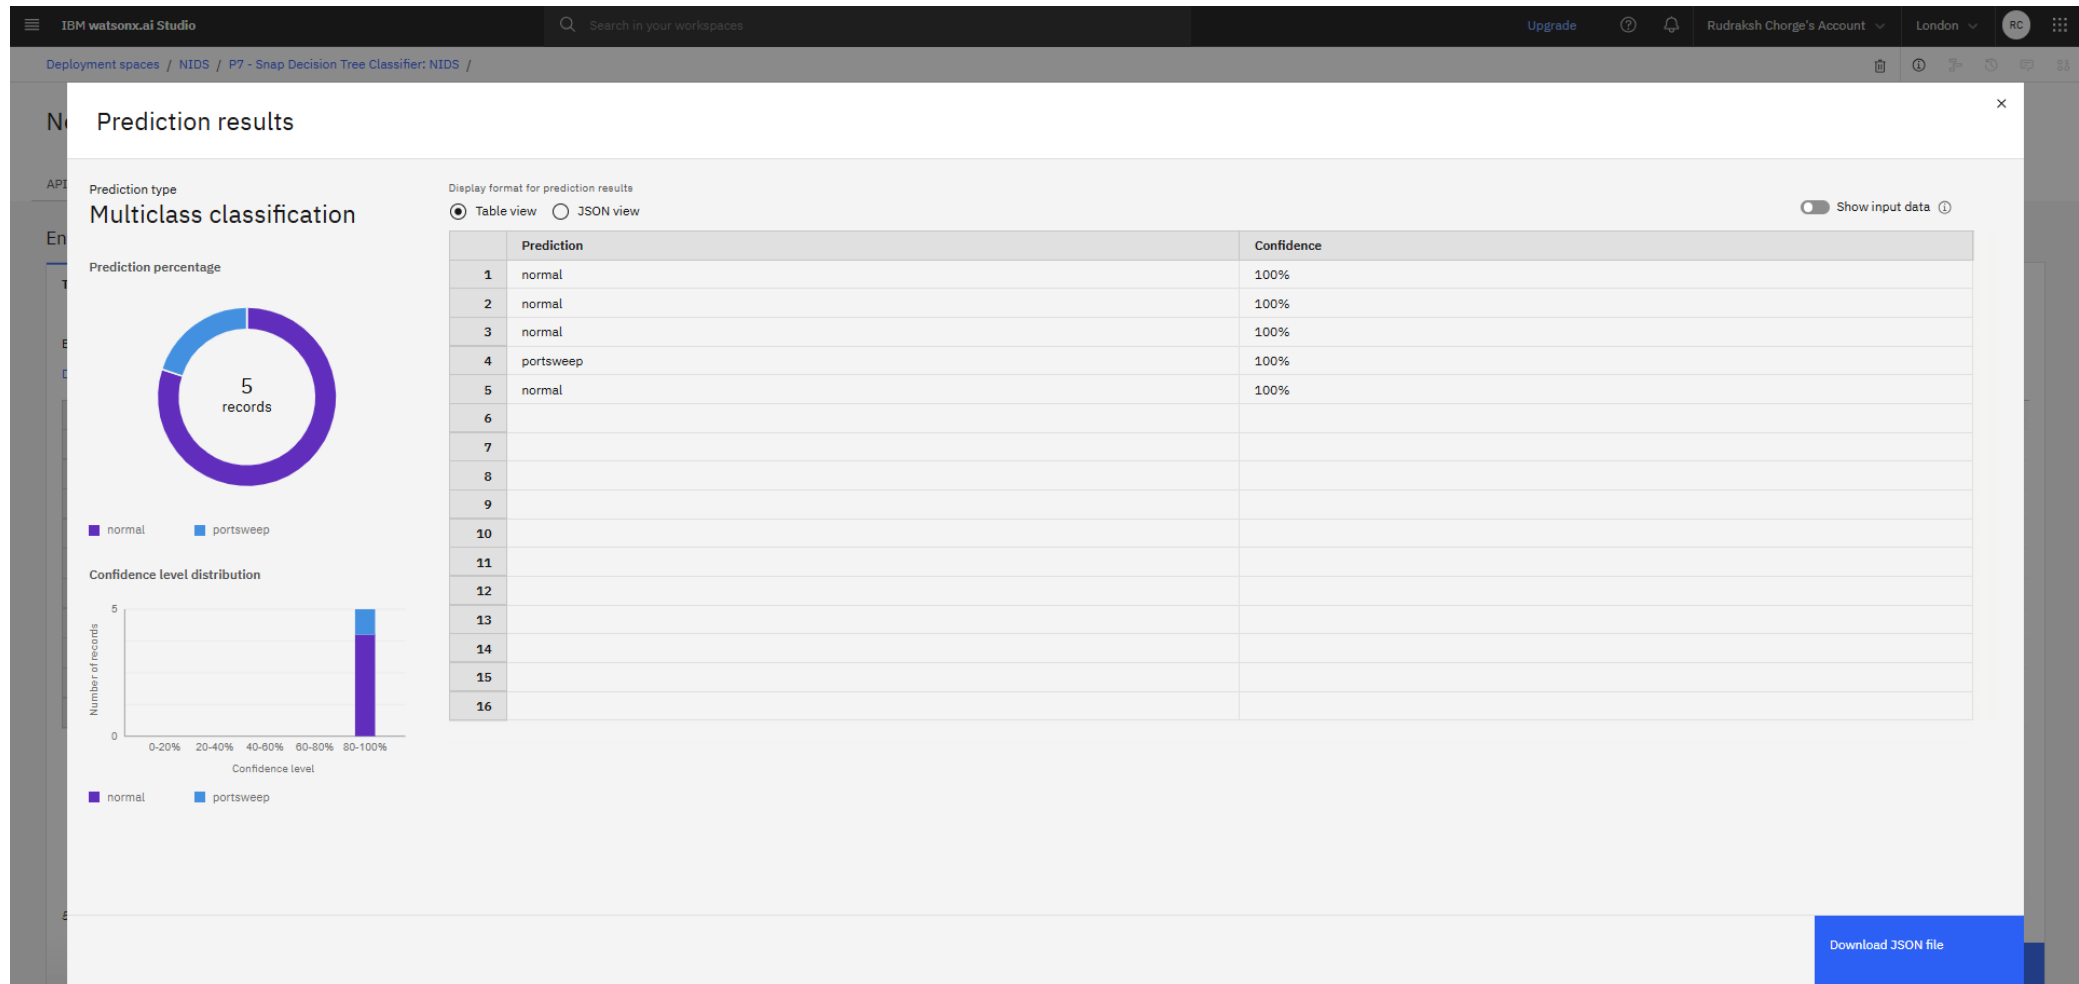 IBM watsonx.ai Studio
Search in your workspaces
Upgrade
Rudraksh Chorge's Account
London
RC
Deployment spaces / NIDS / P7 - Snap Decision Tree Classifier: NIDS /
Prediction results
API
En
Prediction type
Multiclass classification
Prediction percentage
5
records
normal
portsweep
Confidence level distribution
Number of records
5
0
0-20% 20-40% 40-60% 60-80% 80-100%
Confidence level
normal
portsweep
Display format for prediction results
Table view
JSON view
Show input data
Prediction Confidence
1 normal 100%
2 normal 100%
3 normal 100%
4 portsweep 100%
5 normal 100%
6
7
8
9
10
11
12
13
14
15
16
Download JSON file